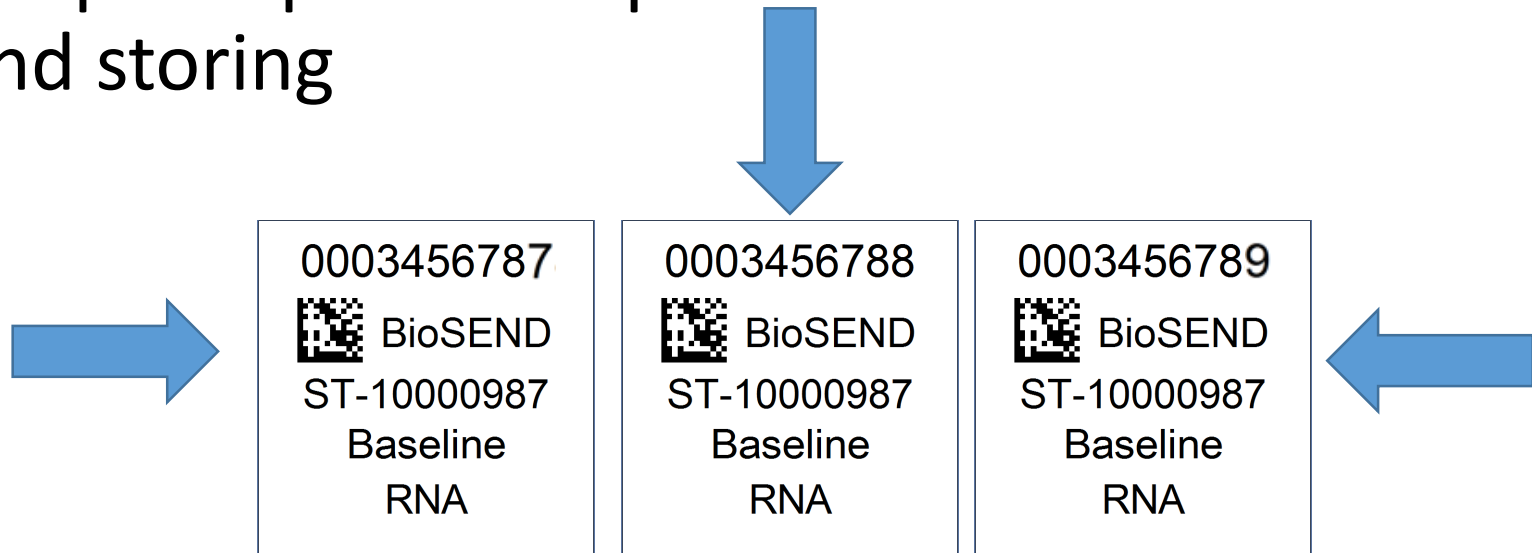 nd storing
0003456787
BioSEND
ST-10000987
Baseline
RNA
0003456788
BioSEND
ST-10000987
Baseline
RNA
0003456789
BioSEND
ST-10000987
Baseline
RNA